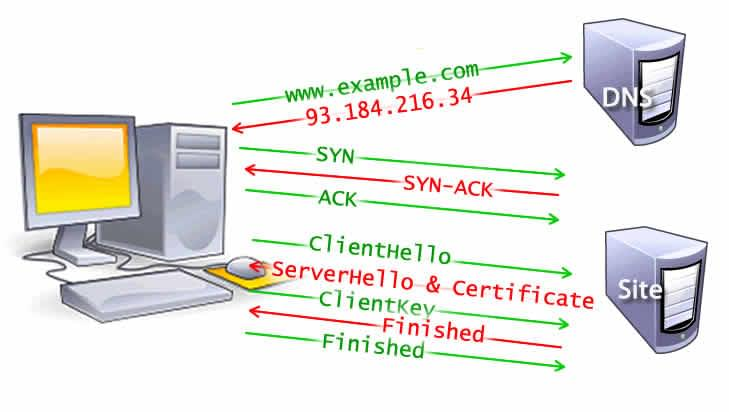 www.example.com
93.184.216.34
DNS
SYN
SYN-ACK
ACK
ClientHello
ServerHello & Certificate
Site
ClientKey
Finished
Finished